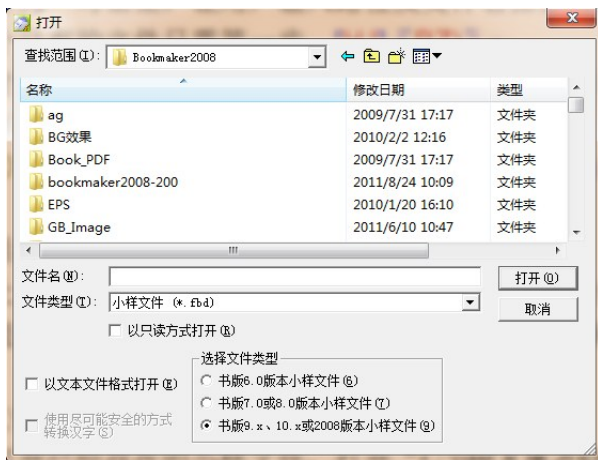 打开
查找范围(I): Bookmaker2008
名称 修改日期 类型
ag 2009/7/31 17:17 文件夹
BG效果 2010/2/2 12:16 文件夹
Book_PDF 2009/7/31 17:17 文件夹
bookmaker2008-200 2011/8/24 10:09 文件夹
EPS 2010/1/20 16:10 文件夹
GB_Image 2011/6/10 10:47 文件夹
文件名(N): 打开(O)
文件类型(T): 小样文件 (*.fbd) 取消
以只读方式打开(R)
选择文件类型
以文本文件格式打开(E) 书版6.0版本小样文件(6)
书版7.0或8.0版本小样文件(7)
使用尽可能安全的方式
转换汉字(S)
书版9.x、10.x或2008版本小样文件(9)